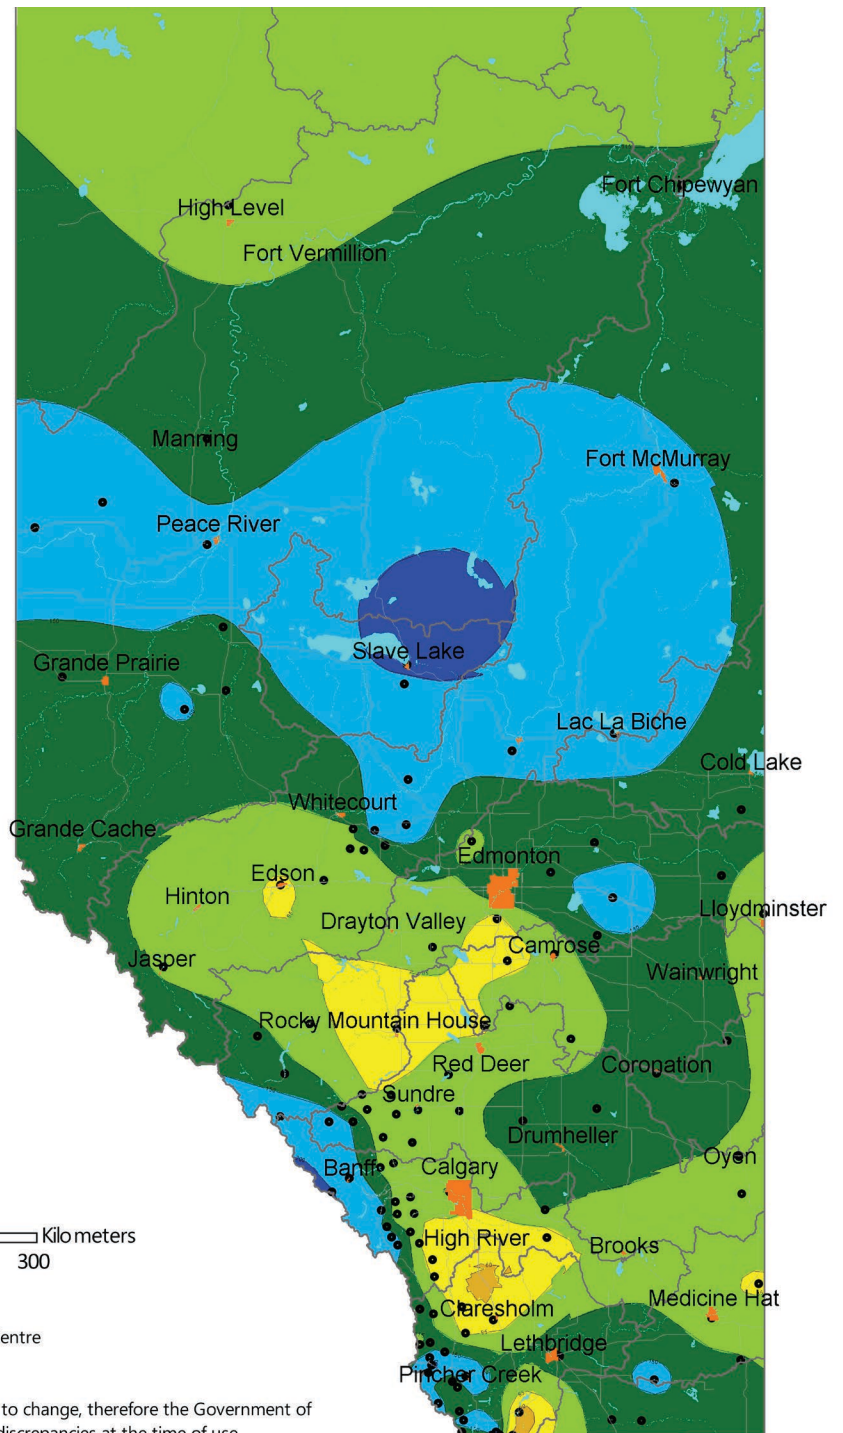 Fort Chipewyan
High Level
Fort Vermillion
Manning
Fort McMurray
Peace River
Slave Lake
Grande Prairie
Lac La Biche
Cold Lake
Whitecourt
Grande Cache
Edmonton
Edson
Hinton
Lloydminster
Drayton Valley
Camrose
Jasper
Wainwright
Rocky Mountain House
Red Deer
Coronation
Sundre
Drumheller
Oyen
Banff
Calgary
Kilometers
High River
Brooks
300
Medicine Hat
Claresholm
entre
Lethbridge
Pincher Creek
to change, therefore the Government of
discrepancies at the time of use